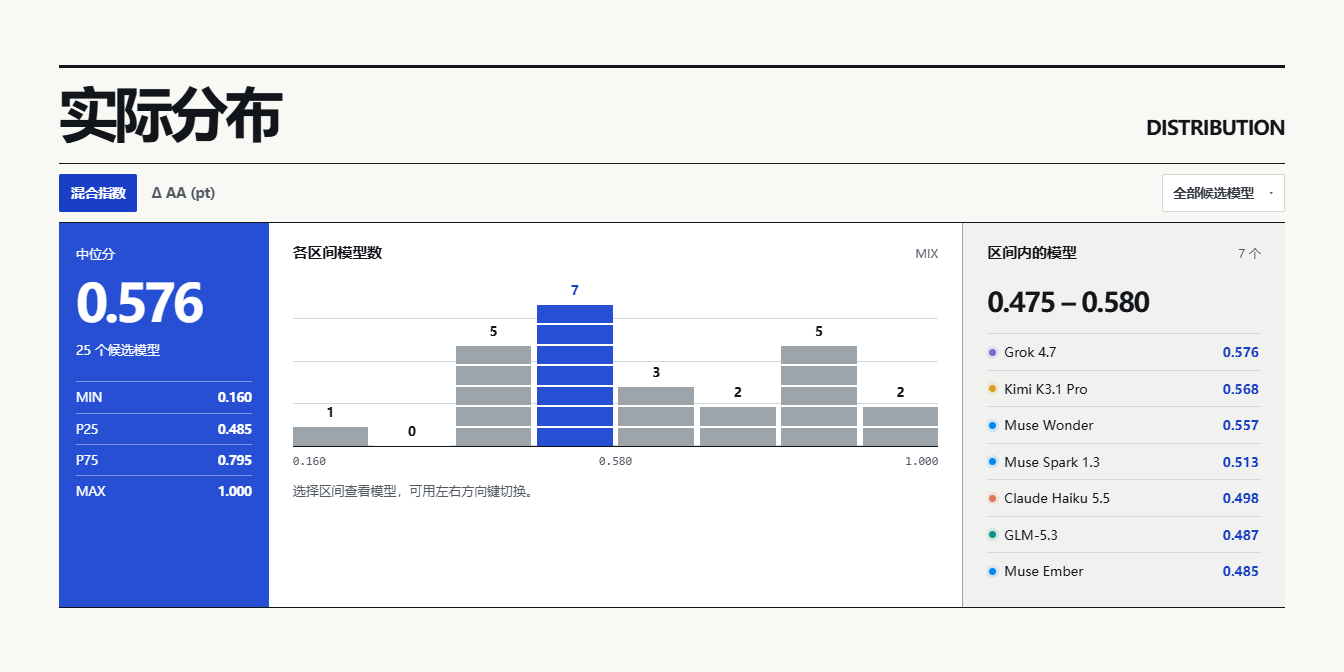 实际分布
DISTRIBUTION
混合指数
Δ AA (pt)
全部候选模型
中位分
0.576
25 个候选模型
MIN 0.160
P25 0.485
P75 0.795
MAX 1.000
各区间模型数
MIX
1
0
5
7
3
2
5
2
0.160
0.580
1.000
选择区间查看模型，可用左右方向键切换。
区间内的模型
7 个
0.475 – 0.580
Grok 4.7 0.576
Kimi K3.1 Pro 0.568
Muse Wonder 0.557
Muse Spark 1.3 0.513
Claude Haiku 5.5 0.498
GLM-5.3 0.487
Muse Ember 0.485